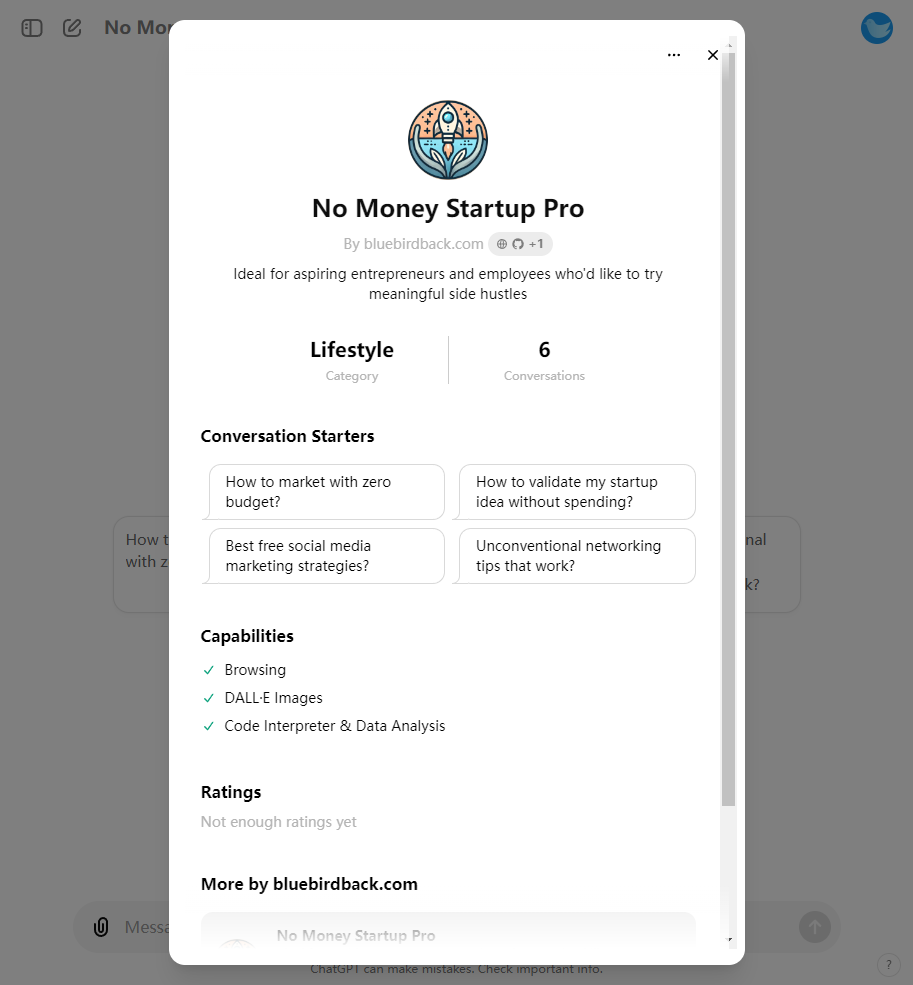 No Mo
No Money Startup Pro
By bluebirdback.com +1
Ideal for aspiring entrepreneurs and employees who'd like to try
meaningful side hustles
Lifestyle
Category
6
Conversations
Conversation Starters
How to market with zero
budget?
How to validate my startup
idea without spending?
Best free social media
marketing strategies?
Unconventional networking
tips that work?
Capabilities
Browsing
DALL·E Images
Code Interpreter & Data Analysis
Ratings
Not enough ratings yet
More by bluebirdback.com
No Money Startup Pro
How t
with z
nal
k?
Messa
ChatGPT can make mistakes. Check important info.
?